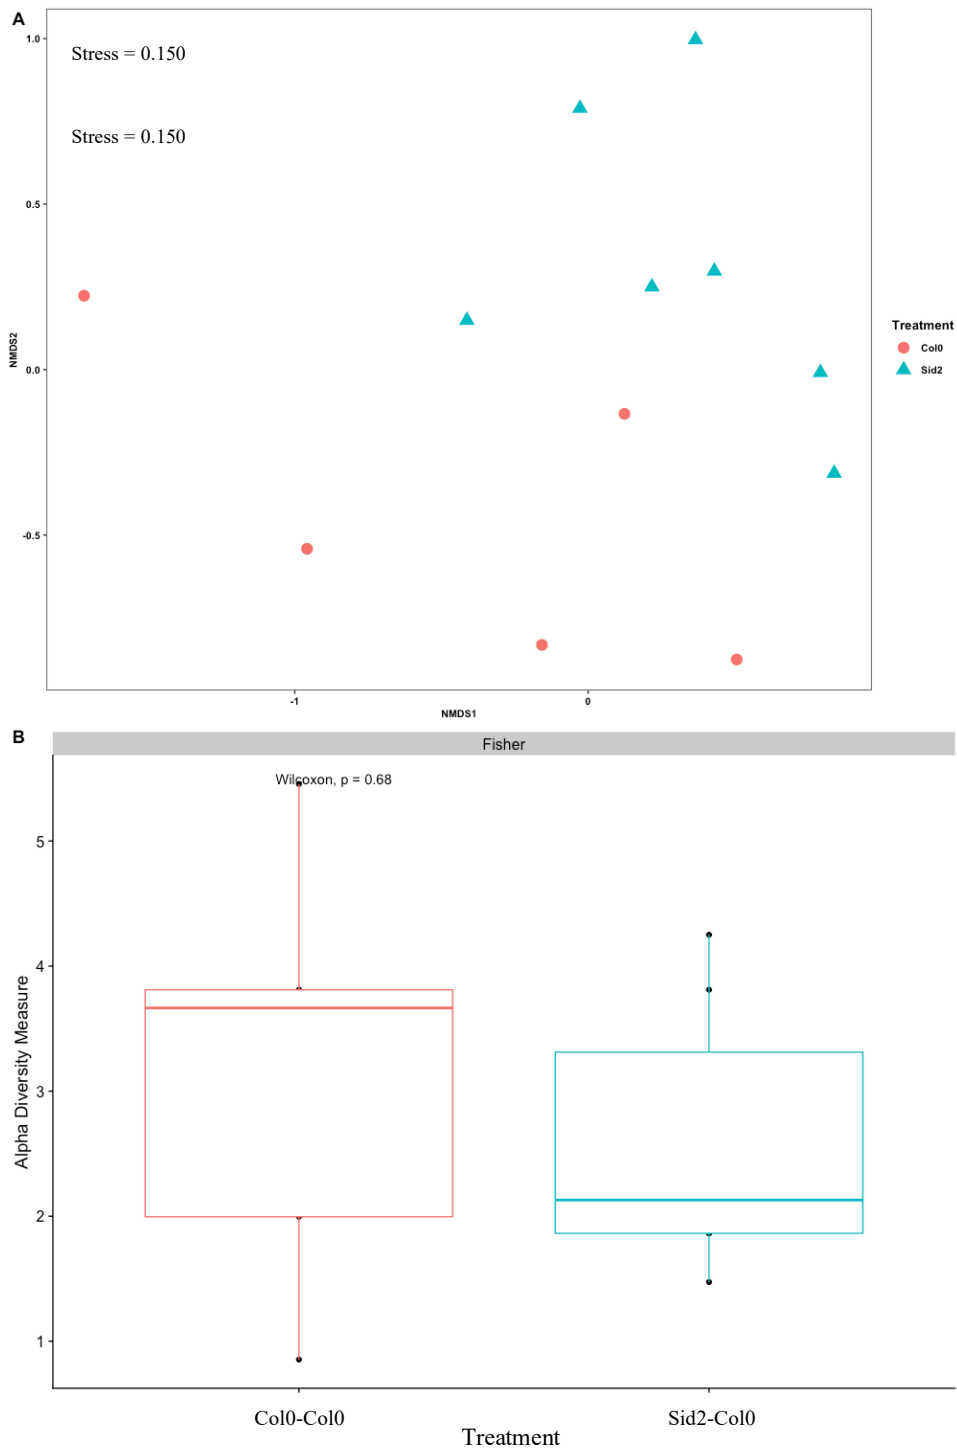 A
1.0
Stress = 0.150
Stress = 0.150
0.5
0.0
-0.5
NMDS2
-1
0
NMDS1
Treatment
Col0
Sid2
B
Fisher
Wilcoxon, p = 0.68
5
4
3
2
1
Alpha Diversity Measure
Col0-Col0
Sid2-Col0
Treatment